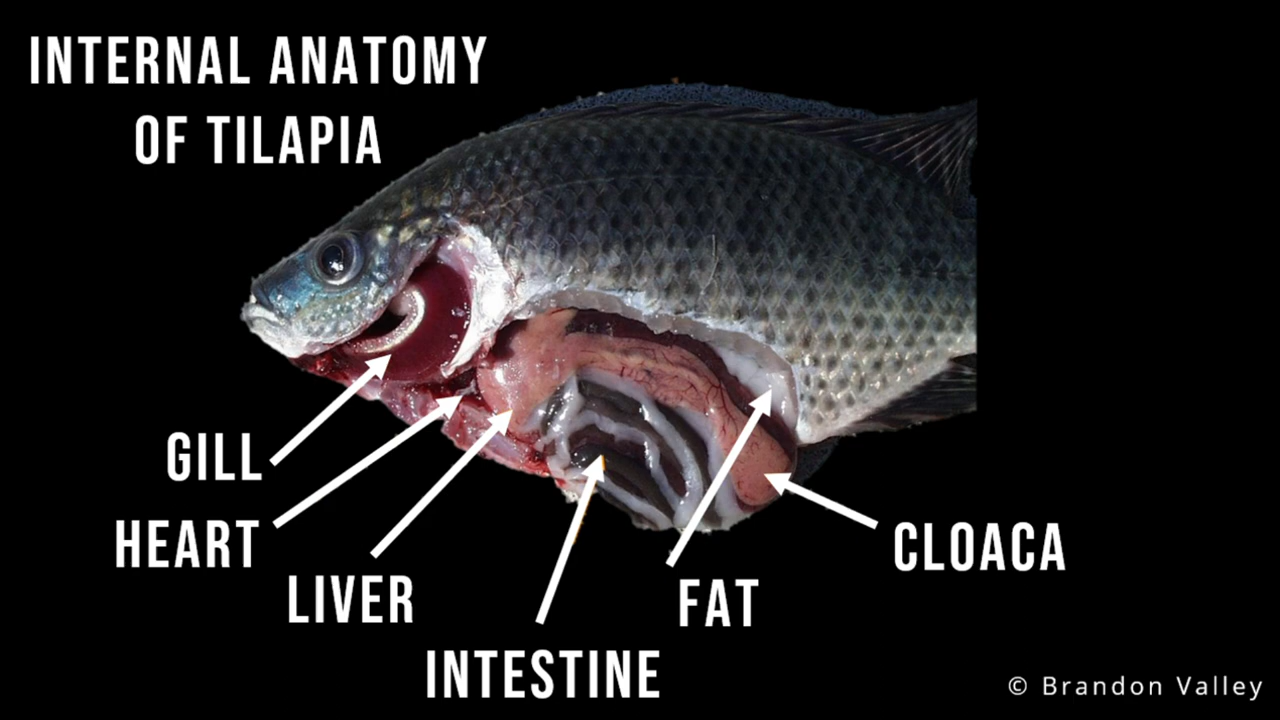 INTERNAL ANATOMY
OF TILAPIA
GILL
HEART
LIVER
INTESTINE
FAT
CLOACA
© Brandon Valley